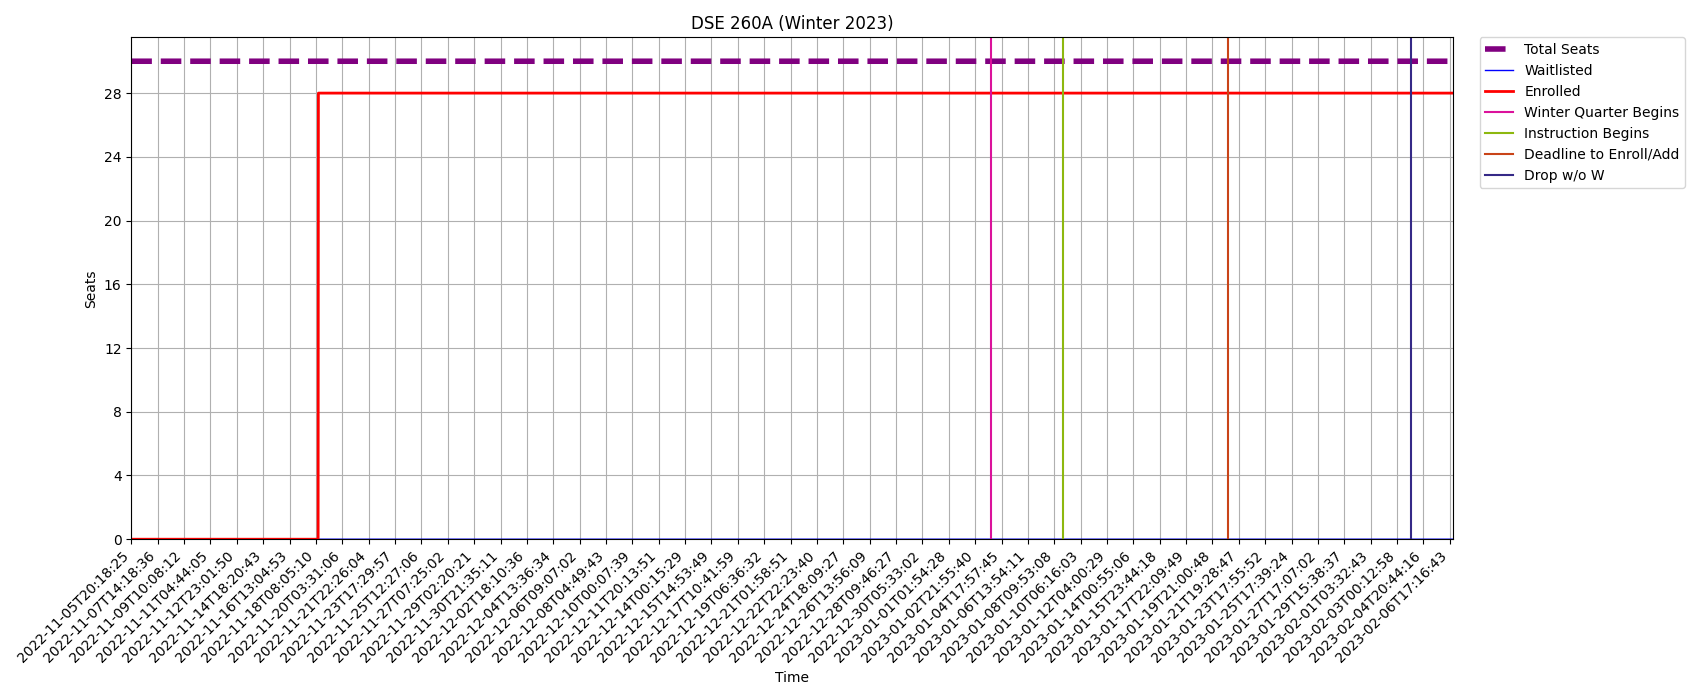 DSE 260A (Winter 2023)
Total Seats
Waitlisted
Enrolled
Winter Quarter Begins
Instruction Begins
Deadline to Enroll/Add
Drop w/o W
Seats
28
24
20
16
12
8
4
0
2022-11-05T20:18:25
2022-11-07T14:18:36
2022-11-09T10:08:12
2022-11-11T04:44:05
2022-11-12T23:01:50
2022-11-14T18:20:43
2022-11-16T13:04:53
2022-11-18T08:05:10
2022-11-20T03:31:06
2022-11-21T22:26:04
2022-11-23T17:29:57
2022-11-25T12:27:06
2022-11-27T07:25:02
2022-11-29T02:20:21
2022-11-30T21:35:11
2022-12-02T18:10:36
2022-12-04T13:36:34
2022-12-06T09:07:02
2022-12-08T04:49:43
2022-12-10T00:07:39
2022-12-11T20:13:51
2022-12-14T00:15:29
2022-12-15T14:53:49
2022-12-17T10:41:59
2022-12-19T06:36:32
2022-12-21T01:58:51
2022-12-22T22:23:40
2022-12-24T18:09:27
2022-12-26T13:56:09
2022-12-28T09:46:27
2022-12-30T05:33:02
2023-01-01T01:54:28
2023-01-02T21:55:40
2023-01-04T17:57:45
2023-01-06T13:54:11
2023-01-08T09:53:08
2023-01-10T06:16:03
2023-01-12T04:00:29
2023-01-14T00:55:06
2023-01-15T22:44:18
2023-01-17T22:09:49
2023-01-19T21:00:48
2023-01-21T19:28:47
2023-01-23T17:55:52
2023-01-25T17:39:24
2023-01-27T17:07:02
2023-01-29T15:38:37
2023-02-01T03:32:43
2023-02-03T00:12:58
2023-02-04T20:44:16
2023-02-06T17:16:43
Time